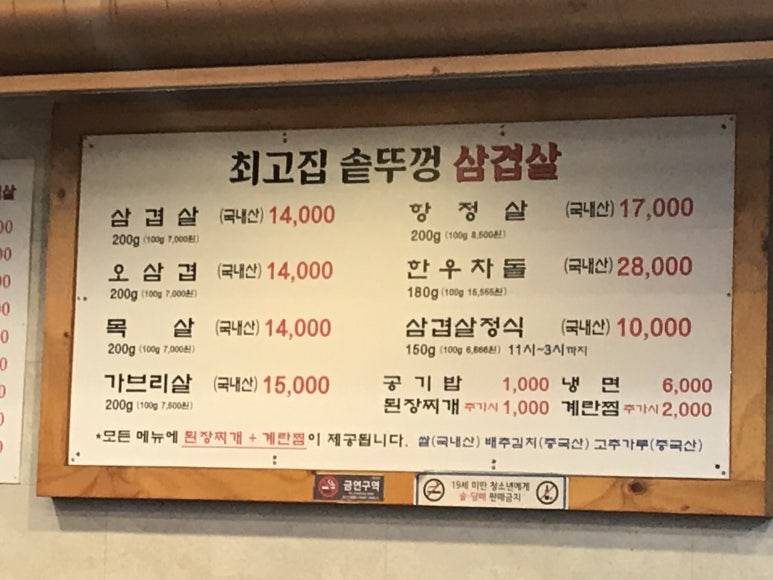 최고집 솥뚜껑 삼겹살
삼겹살 (국내산) 14,000
200g (100g 7,000원)
오삼겹 (국내산) 14,000
200g (100g 7,000원)
목살 (국내산) 14,000
200g (100g 7,000원)
가브리살 (국내산) 15,000
200g (100g 7,500원)
항정살 (국내산) 17,000
200g (100g 8,500원)
한우차돌 (국내산) 28,000
180g (100g 15,565원)
삼겹살정식 (국내산) 10,000
150g (100g 6,666원) 11시~3시까지
공기밥 1,000 냉면 6,000
된장찌개 추가시 1,000 계란찜 추가시 2,000
*모든 메뉴에 된장찌개 + 계란찜이 제공됩니다. 쌀(국내산) 배추김치(중국산) 고추가루(중국산)
금연구역
19세 미만 청소년에게
술·담배 판매금지
살